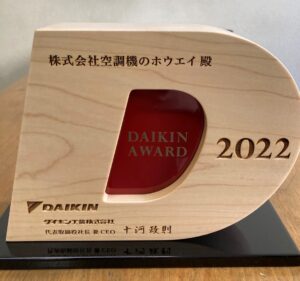 株式会社空調機のホウエイ 殿
DAIKIN
AWARD
2022
DAIKIN
ダイキン工業株式会社
代表取締役社長 兼 CEO 十河 政則